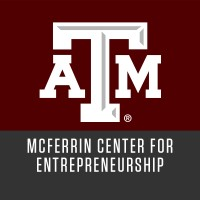 ATM
®
MCFERRIN CENTER FOR
ENTREPRENEURSHIP